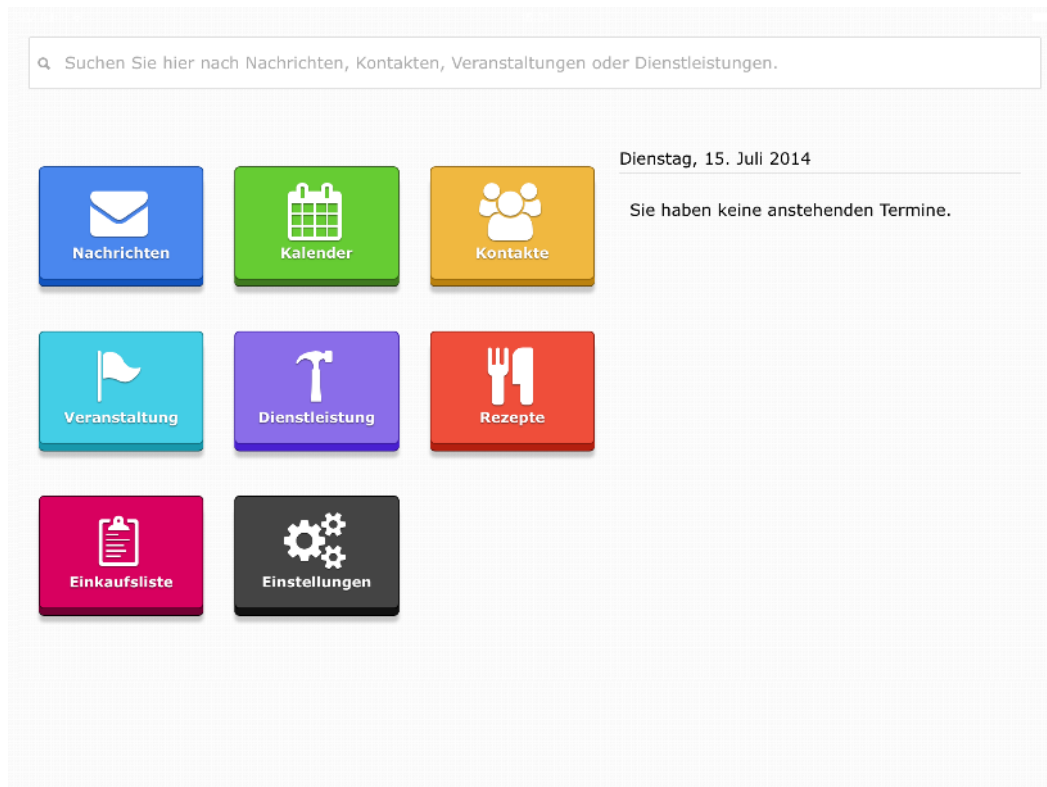 Suchen Sie hier nach Nachrichten, Kontakten, Veranstaltungen oder Dienstleistungen.
Dienstag, 15. Juli 2014
Sie haben keine anstehenden Termine.
Nachrichten
Kalender
Kontakte
Veranstaltung
Dienstleistung
Rezepte
Einkaufsliste
Einstellungen